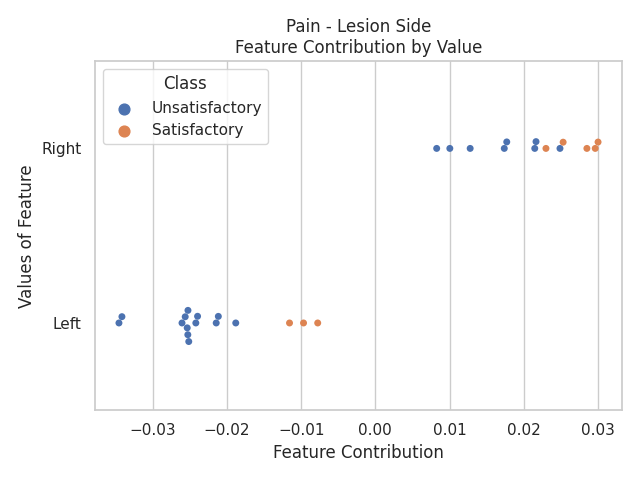 Pain - Lesion Side
Feature Contribution by Value
Class
Unsatisfactory
Satisfactory
Values of Feature
Right
Left
−0.03 −0.02 −0.01 0.00 0.01 0.02 0.03
Feature Contribution